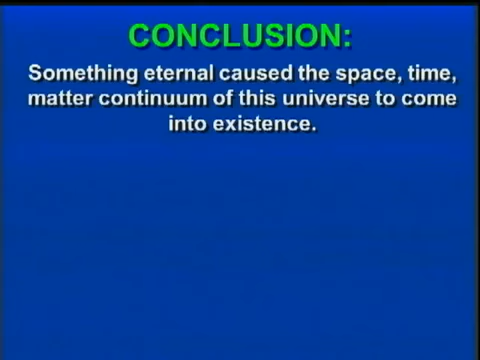 CONCLUSION:
Something eternal caused the space, time,
matter continuum of this universe to come
into existence.